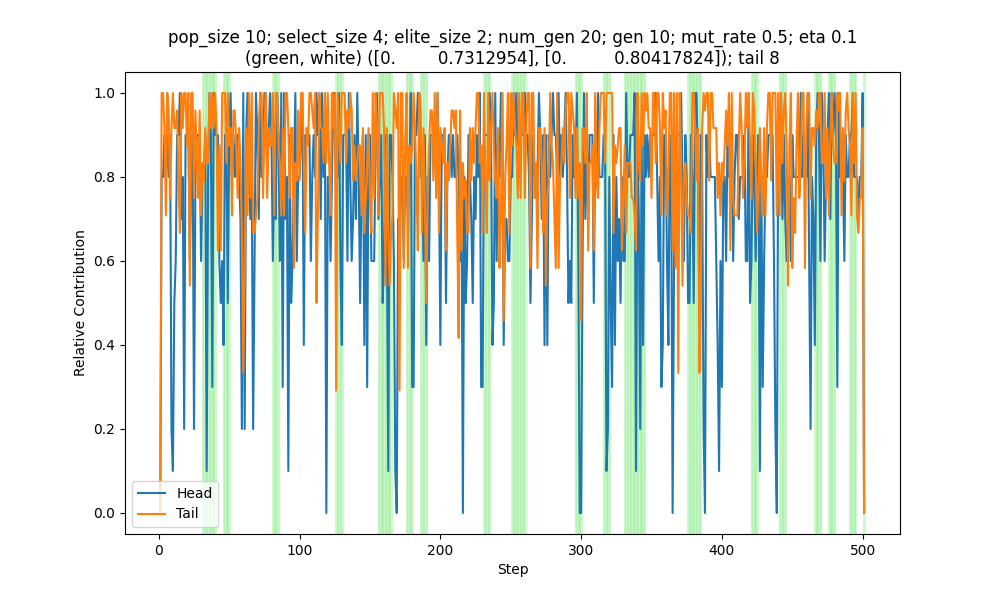 pop_size 10; select_size 4; elite_size 2; num_gen 20; gen 10; mut_rate 0.5; eta 0.1
(green, white) ([0.        0.7312954], [0.         0.80417824]); tail 8
1.0
0.8
0.6
0.4
0.2
0.0
Relative Contribution
Head
Tail
0
100
200
300
400
500
Step